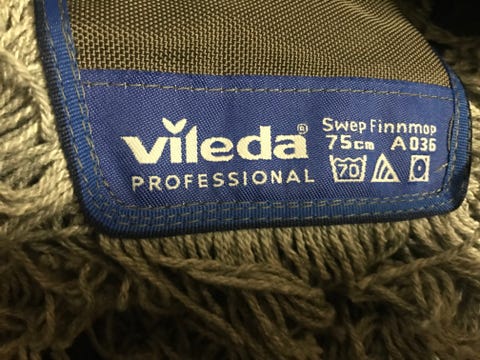 vileda®
PROFESSIONAL
Swep Finnmop
75cm A036
70